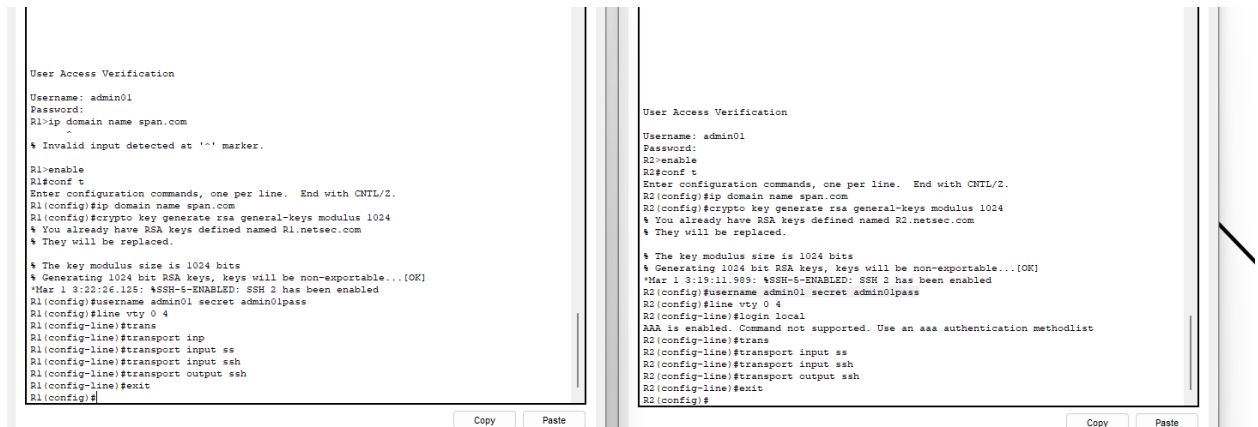 User Access Verification
Username: admin01
Password:
R1>ip domain name span.com
^
% Invalid input detected at '^' marker.
R1>enable
R1#conf t
Enter configuration commands, one per line.  End with CNTL/Z.
R1(config)#ip domain name span.com
R1(config)#crypto key generate rsa general-keys modulus 1024
% You already have RSA keys defined named R1.netsec.com
% They will be replaced.
% The key modulus size is 1024 bits
% Generating 1024 bit RSA keys, keys will be non-exportable...[OK]
*Mar 1 3:22:26.125: %SSH-5-ENABLED: SSH 2 has been enabled
R1(config)#username admin01 secret admin01pass
R1(config)#line vty 0 4
R1(config-line)#trans
R1(config-line)#transport inp
R1(config-line)#transport input ss
R1(config-line)#transport input ssh
R1(config-line)#transport output ssh
R1(config-line)#exit
R1(config)#
Copy
Paste
User Access Verification
Username: admin01
Password:
R2>enable
R2#conf t
Enter configuration commands, one per line.  End with CNTL/Z.
R2(config)#ip domain name span.com
R2(config)#crypto key generate rsa general-keys modulus 1024
% You already have RSA keys defined named R2.netsec.com
% They will be replaced.
% The key modulus size is 1024 bits
% Generating 1024 bit RSA keys, keys will be non-exportable...[OK]
*Mar 1 3:19:11.989: %SSH-5-ENABLED: SSH 2 has been enabled
R2(config)#username admin01 secret admin01pass
R2(config)#line vty 0 4
R2(config-line)#login local
AAA is enabled. Command not supported. Use an aaa authentication methodlist
R2(config-line)#trans
R2(config-line)#transport input ss
R2(config-line)#transport input ssh
R2(config-line)#transport output ssh
R2(config-line)#exit
R2(config)#
Copy
Paste